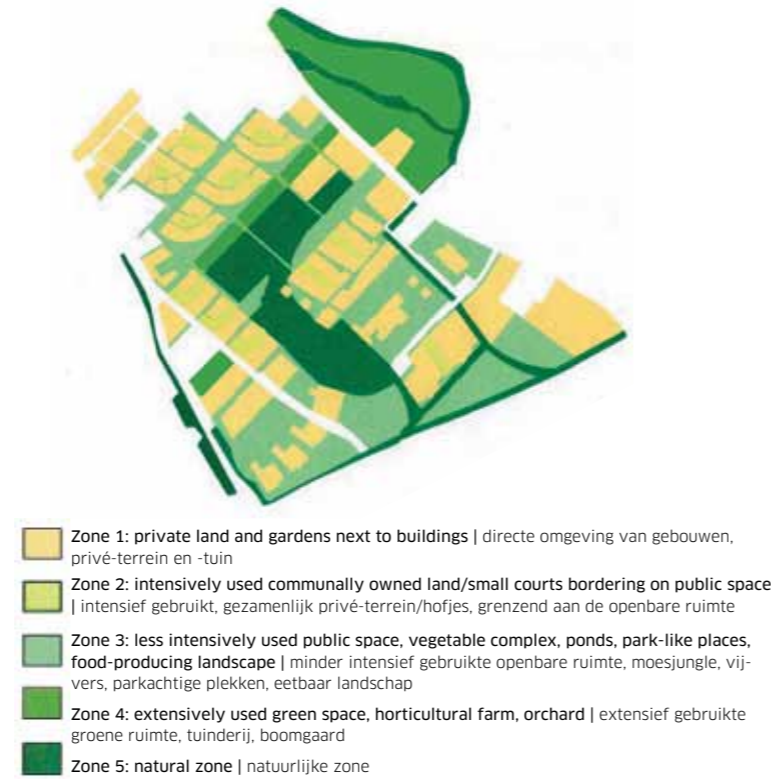 Zone 1: private land and gardens next to buildings | directe omgeving van gebouwen,
privé-terrein en -tuin
Zone 2: intensively used communally owned land/small courts bordering on public space
| intensief gebruikt, gezamenlijk privé-terrein/hofjes, grenzend aan de openbare ruimte
Zone 3: less intensively used public space, vegetable complex, ponds, park-like places,
food-producing landscape | minder intensief gebruikte openbare ruimte, moesjungle, vij-
vers, parkachtige plekken, eetbaar landschap
Zone 4: extensively used green space, horticultural farm, orchard | extensief gebruikte
groene ruimte, tuinderij, boomgaard
Zone 5: natural zone | natuurlijke zone